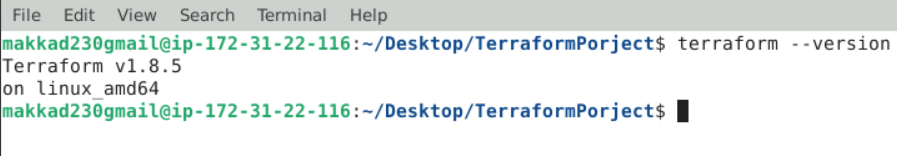 File Edit View Search Terminal Help
makkad230gmail@ip-172-31-22-116:~/Desktop/TerraformPorject$ terraform --version
Terraform v1.8.5
on linux_amd64
makkad230gmail@ip-172-31-22-116:~/Desktop/TerraformPorject$